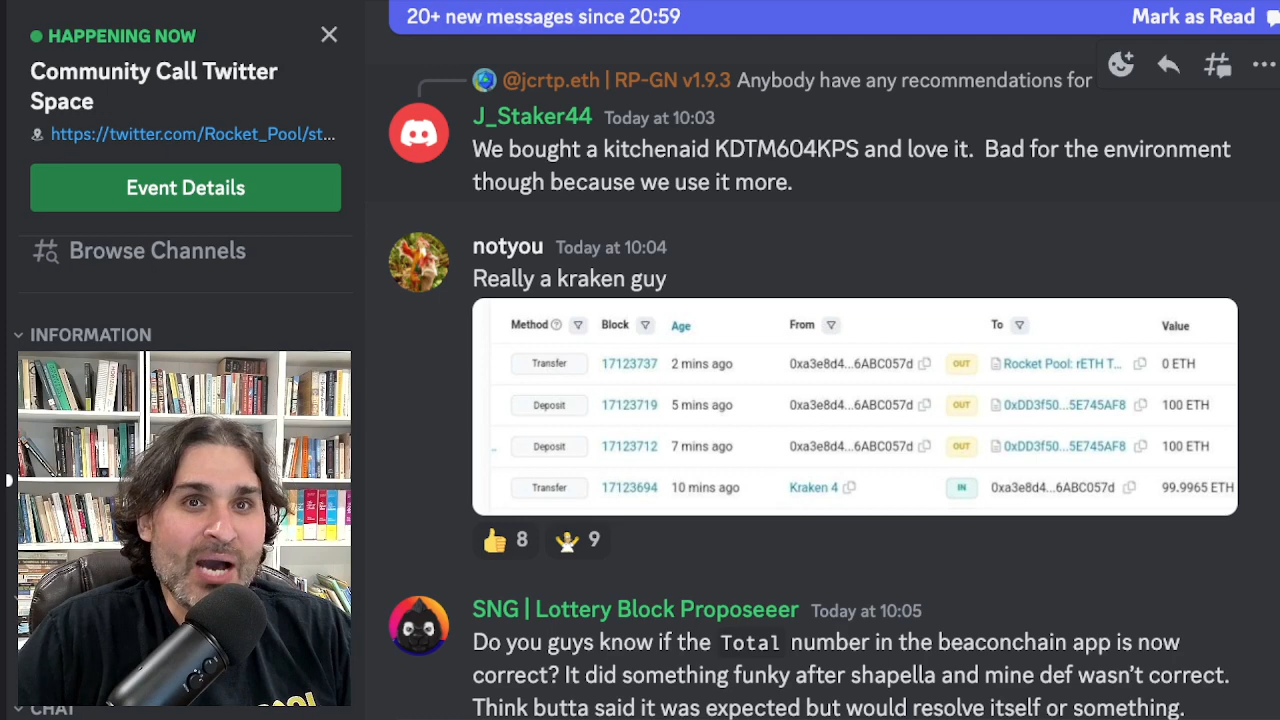 HAPPENING NOW
Community Call Twitter
Space
https://twitter.com/Rocket_Pool/st...
Event Details
Browse Channels
INFORMATION
CHAT
20+ new messages since 20:59
Mark as Read
@jcrtp.eth | RP-GN v1.9.3 Anybody have any recommendations for
J_Staker44 Today at 10:03
We bought a kitchenaid KDTM604KPS and love it. Bad for the environment
though because we use it more.
notyou Today at 10:04
Really a kraken guy
Method Block Age From To Value
Transfer 17123737 2 mins ago 0xa3e8d4...6ABC057d OUT Rocket Pool: rETH T... 0 ETH
Deposit 17123719 5 mins ago 0xa3e8d4...6ABC057d OUT 0xDD3f50...5E745AF8 100 ETH
Deposit 17123712 7 mins ago 0xa3e8d4...6ABC057d OUT 0xDD3f50...5E745AF8 100 ETH
Transfer 17123694 10 mins ago Kraken 4 IN 0xa3e8d4...6ABC057d 99.9965 ETH
8 9
SNG | Lottery Block Proposeeer Today at 10:05
Do you guys know if the Total number in the beaconchain app is now
correct? It did something funky after shapella and mine def wasn't correct.
Think butta said it was expected but would resolve itself or something.